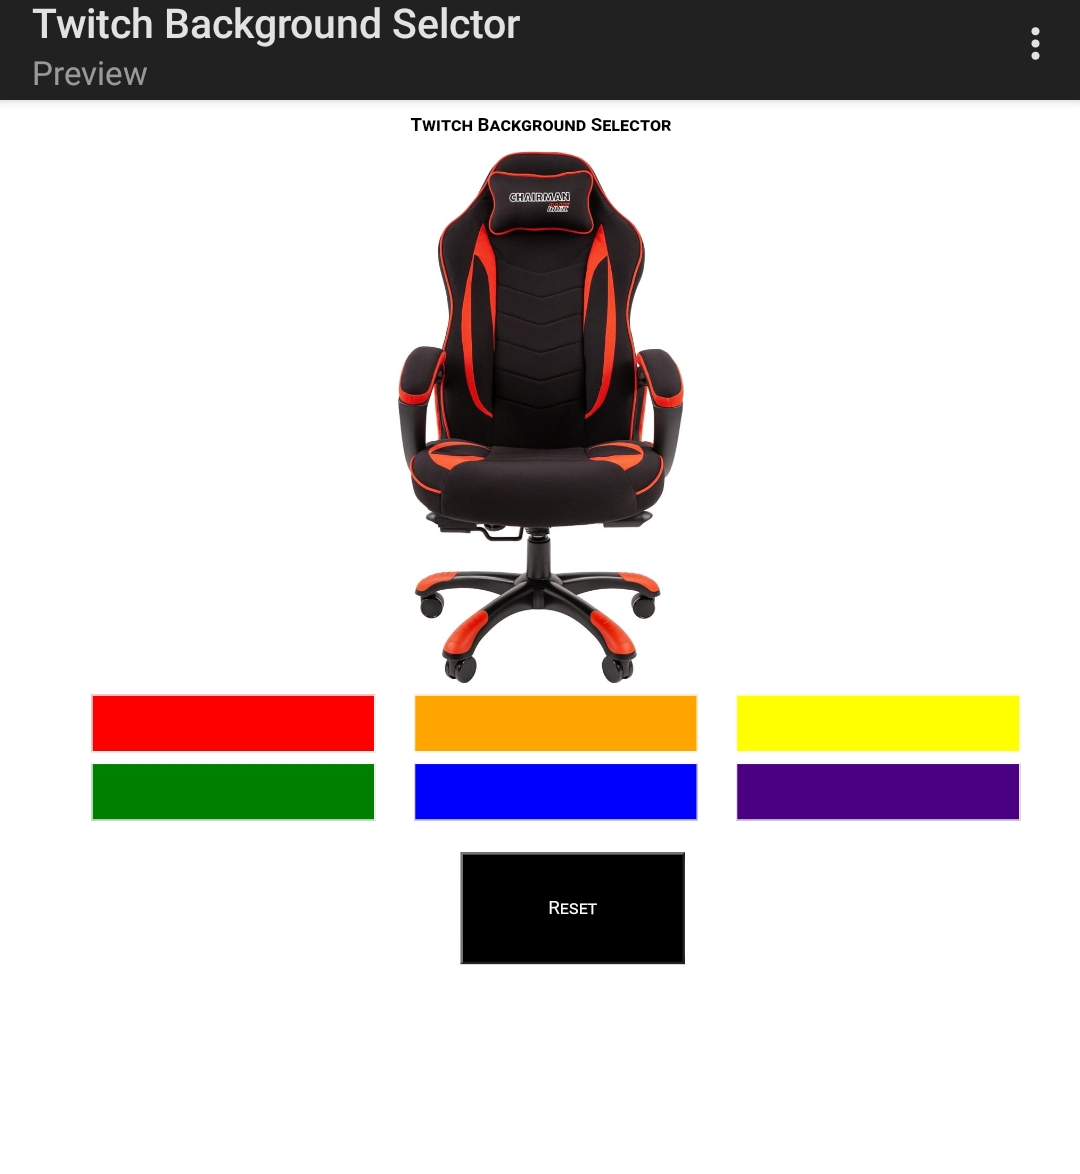 Twitch Background Selctor
Preview
Twitch Background Selector
CHAIRMAN
Reset